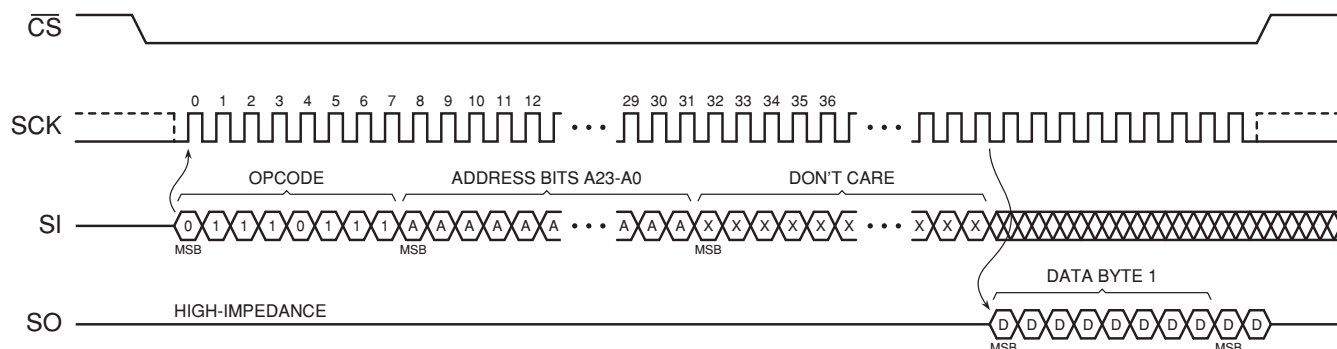 CS
0 1 2 3 4 5 6 7 8 9 10 11 12 29 30 31 32 33 34 35 36
SCK
OPCODE ADDRESS BITS A23-A0 DON'T CARE
SI 0 1 1 1 0 1 1 1 A A A A A A ••• A A A X X X X X X ••• X X X
MSB MSB MSB
DATA BYTE 1
HIGH-IMPEDANCE
SO D D D D D D D D D D
MSB MSB